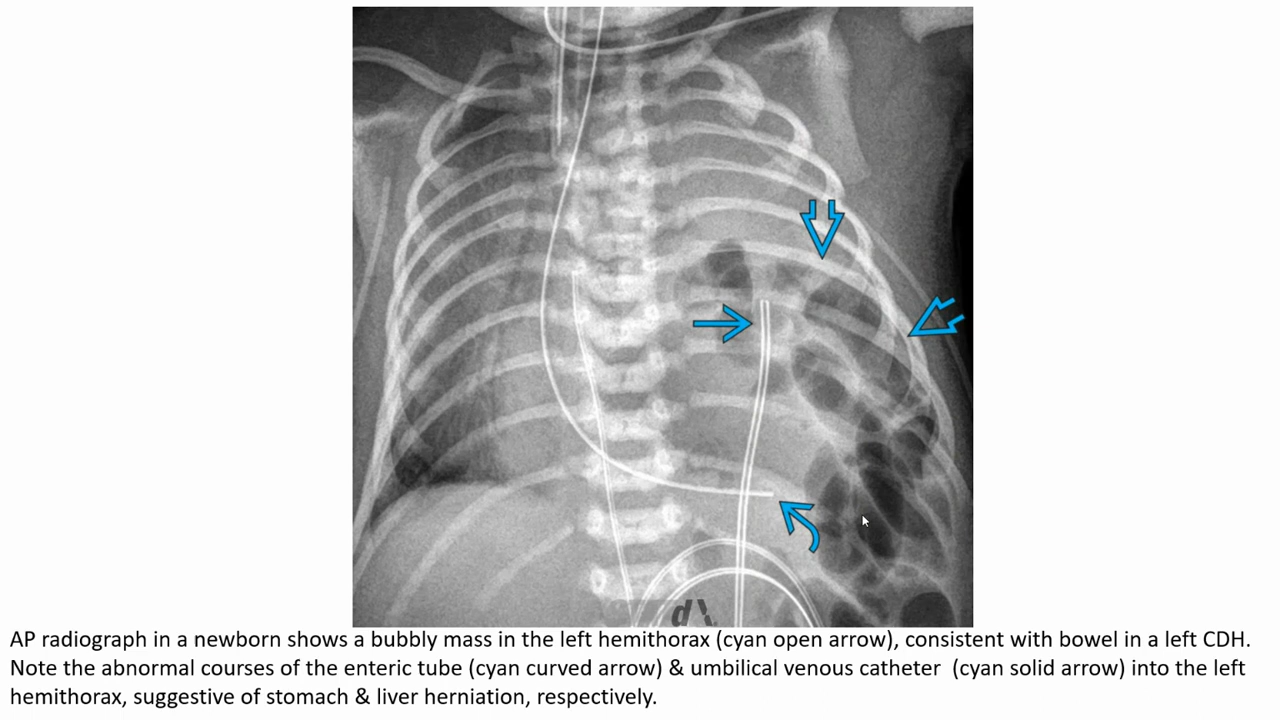 AP radiograph in a newborn shows a bubbly mass in the left hemithorax (cyan open arrow), consistent with bowel in a left CDH.
Note the abnormal courses of the enteric tube (cyan curved arrow) & umbilical venous catheter  (cyan solid arrow) into the left
hemithorax, suggestive of stomach & liver herniation, respectively.